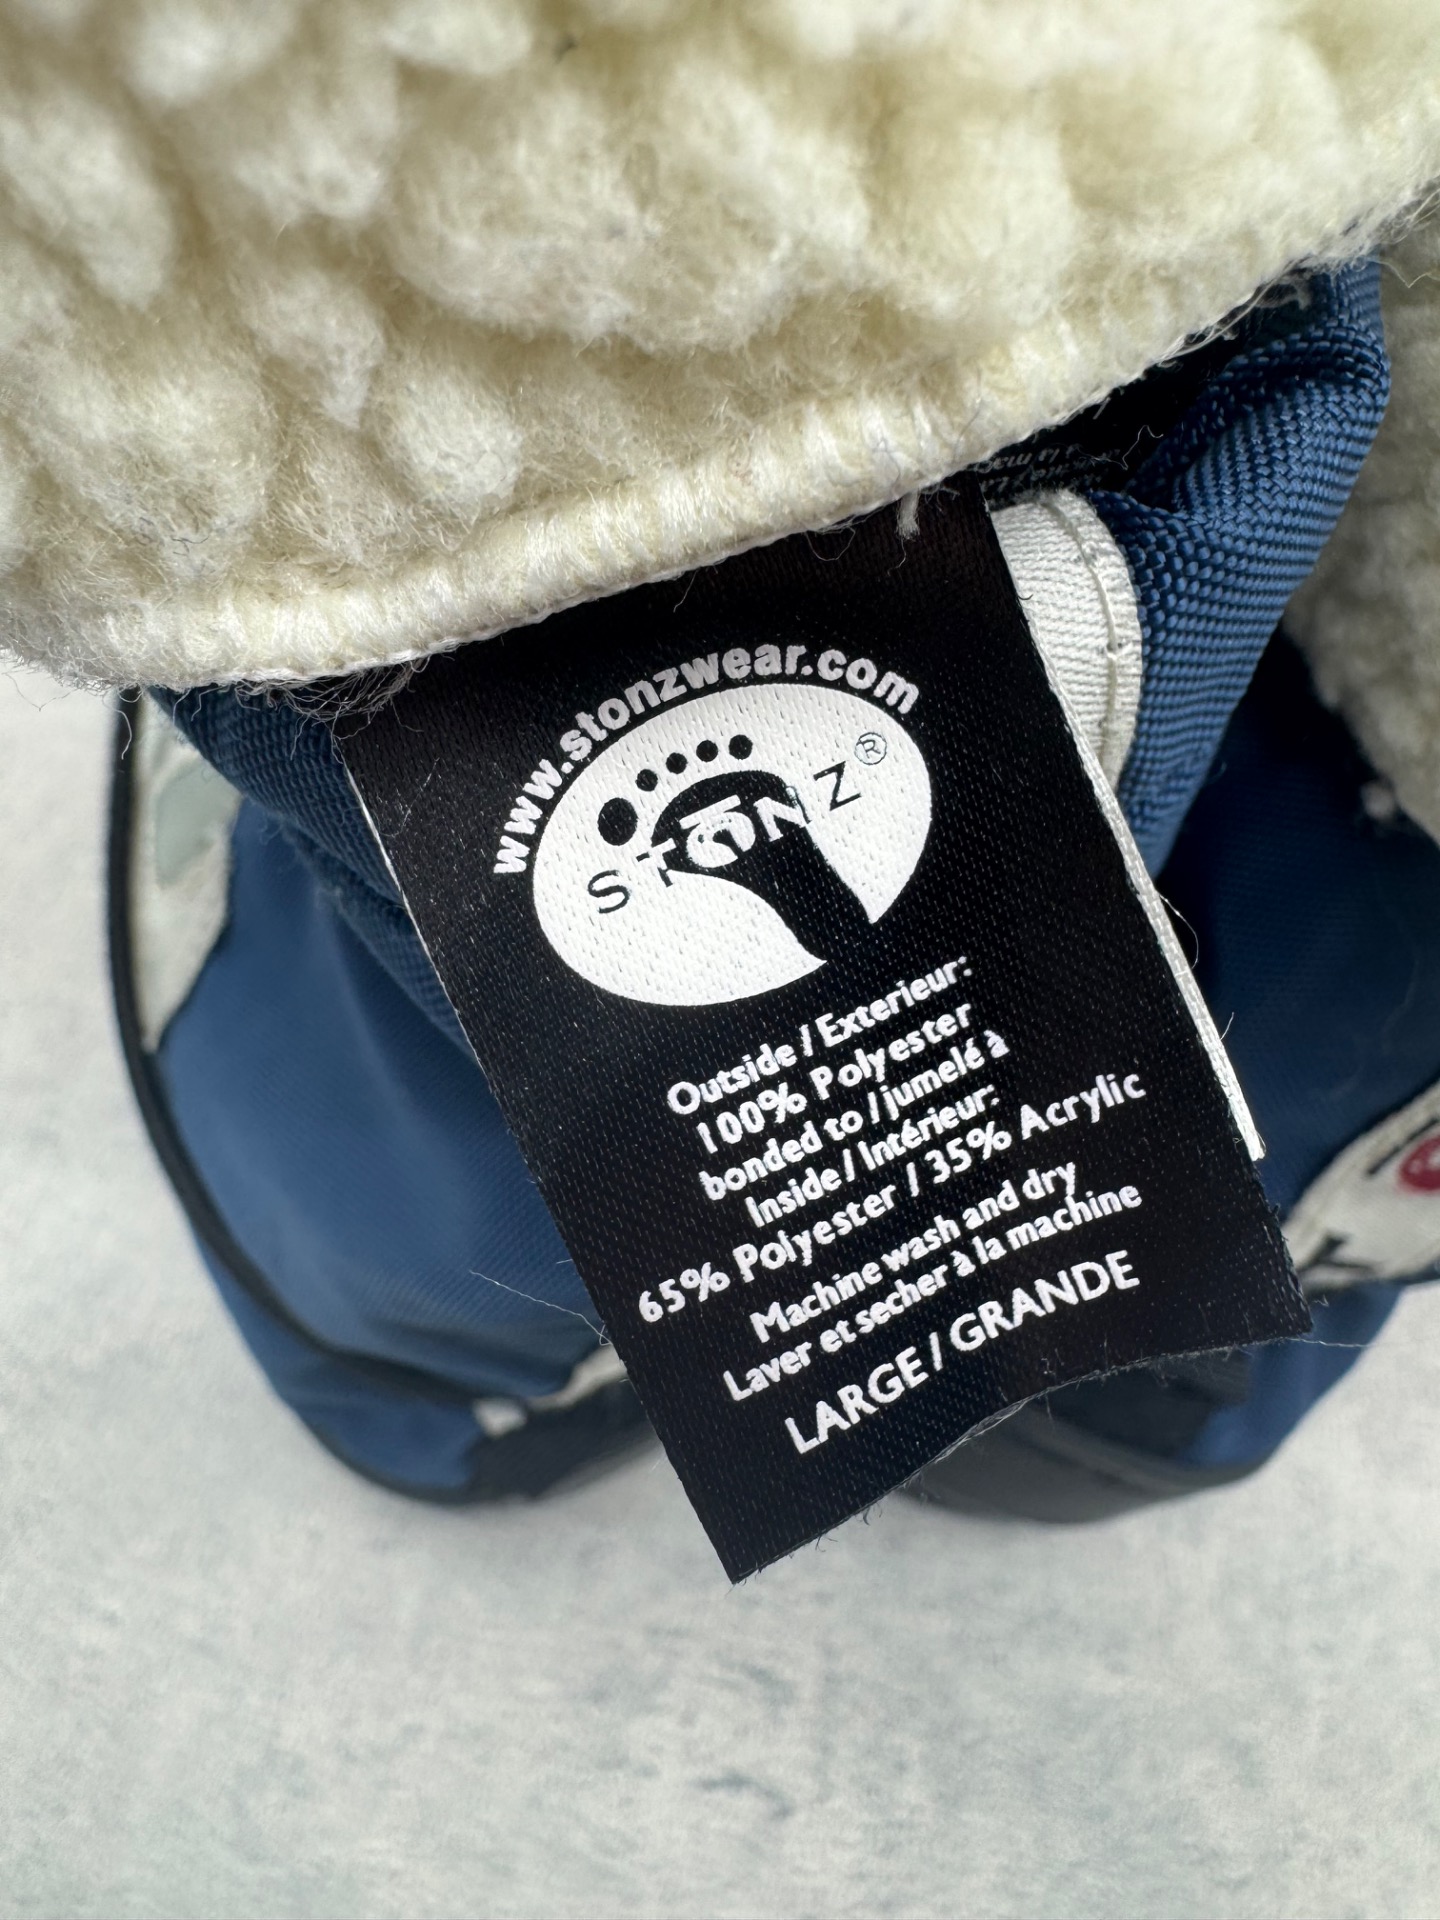 www.stonzwear.com
STONZ®
Outside / Exterieur:
100% Polyester
bonded to / jumelé à
Inside / Intérieur:
65% Polyester / 35% Acrylic
Machine wash and dry
Laver et secher à la machine
LARGE / GRANDE